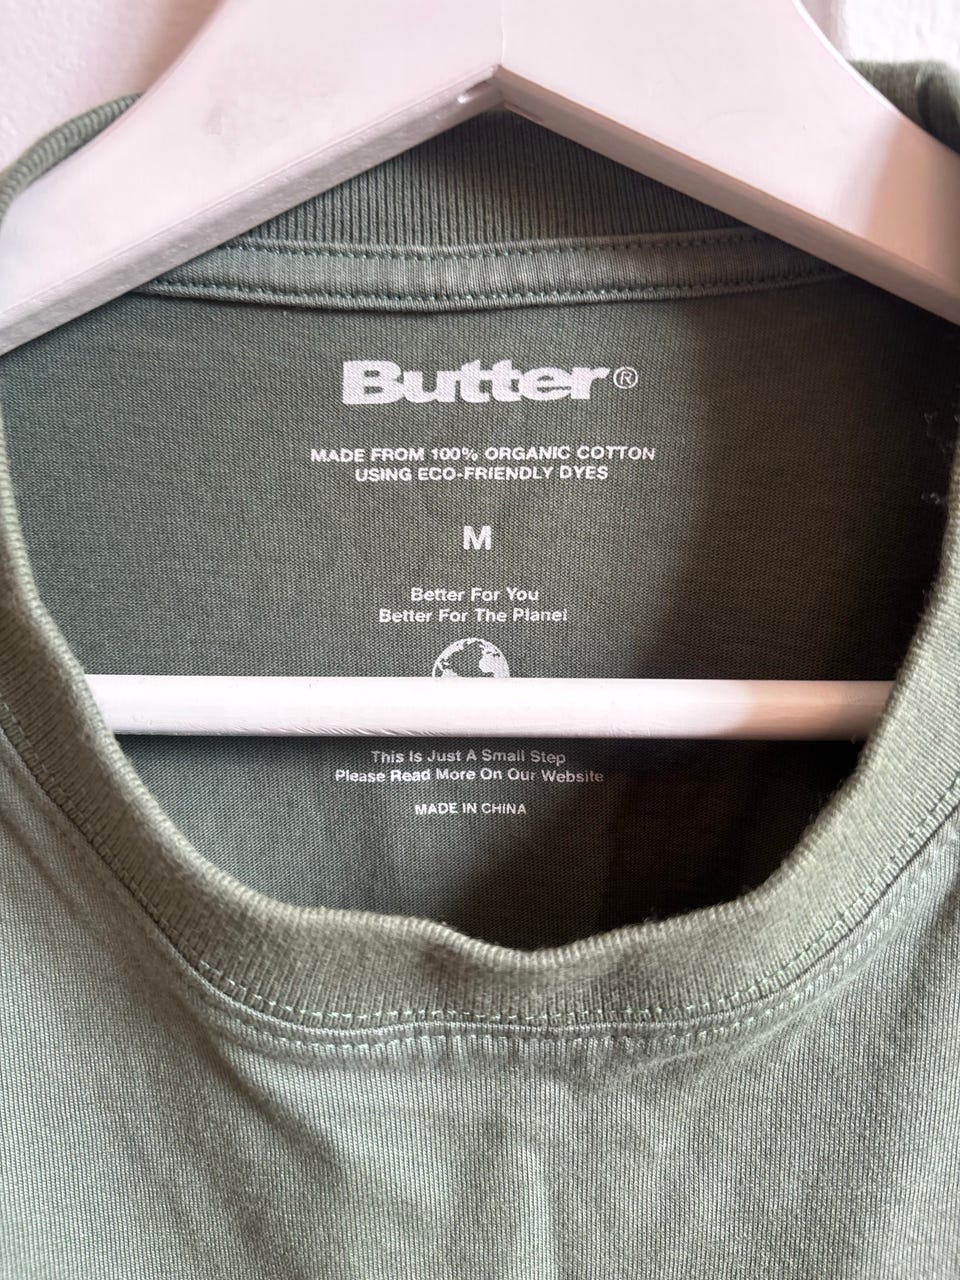 Butter®
MADE FROM 100% ORGANIC COTTON
USING ECO-FRIENDLY DYES
M
Better For You
Better For The Planet
This Is Just A Small Step
Please Read More On Our Website
MADE IN CHINA